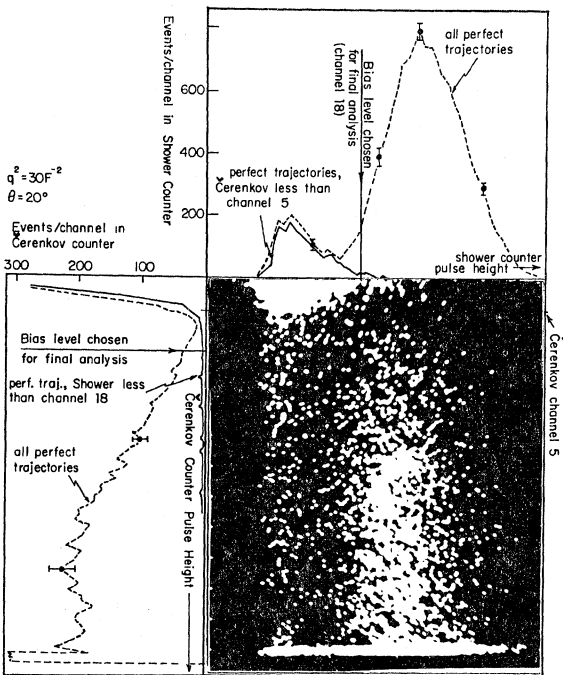 Events/channel in Shower Counter
600
400
200
all perfect
trajectories
Bias level chosen
for final analysis
(channel 18)
perfect trajectories,
Čerenkov less than
channel 5
shower counter
pulse height
q² = 30F⁻²
θ = 20°
Events/channel in
Čerenkov counter
300
200
100
Bias level chosen
for final analysis
perf. traj., Shower less
than channel 18
all perfect
trajectories
Čerenkov Counter Pulse Height
Čerenkov channel 5